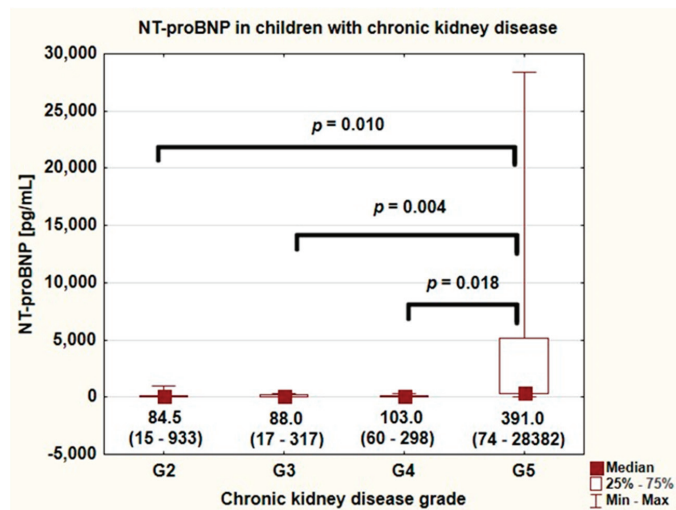 NT-proBNP in children with chronic kidney disease
30,000
p = 0.010
25,000
20,000
p = 0.004
15,000
p = 0.018
10,000
5,000
0
84.5 88.0 103.0 391.0
(15 - 933) (17 - 317) (60 - 298) (74 - 28382)
-5,000
G2 G3 G4 G5
NT-proBNP [pg/mL]
Chronic kidney disease grade
Median
25% - 75%
Min - Max